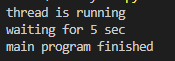 thread is running
waiting for 5 sec
main program finished